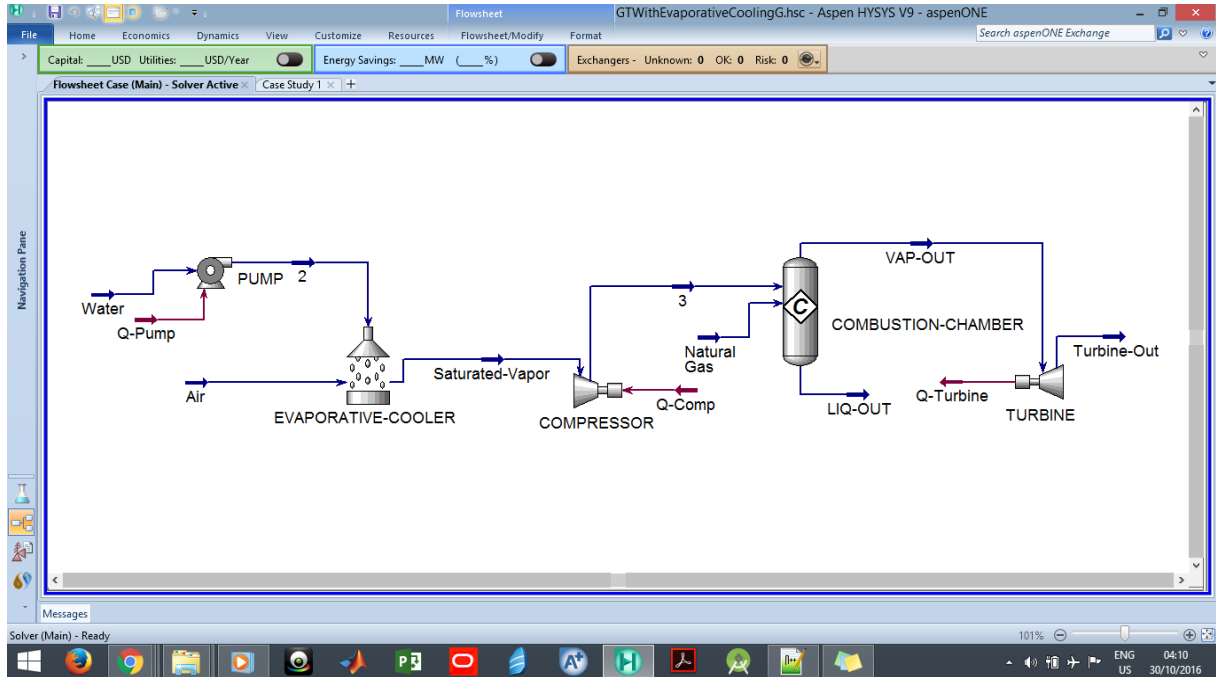 Flowsheet
GTWithEvaporativeCoolingG.hsc - Aspen HYSYS V9 - aspenONE
File Home Economics Dynamics View Customize Resources Flowsheet/Modify Format
Search aspenONE Exchange
Capital: ____USD Utilities: ____USD/Year
Energy Savings: ____MW (____%)
Exchangers - Unknown: 0 OK: 0 Risk: 0
Flowsheet Case (Main) - Solver Active
Case Study 1
Navigation Pane
Water
Q-Pump
PUMP
2
Air
EVAPORATIVE-COOLER
Saturated-Vapor
COMPRESSOR
Q-Comp
3
Natural
Gas
C
COMBUSTION-CHAMBER
VAP-OUT
LIQ-OUT
Q-Turbine
TURBINE
Turbine-Out
Messages
Solver (Main) - Ready
101%
ENG
US
04:10
30/10/2016